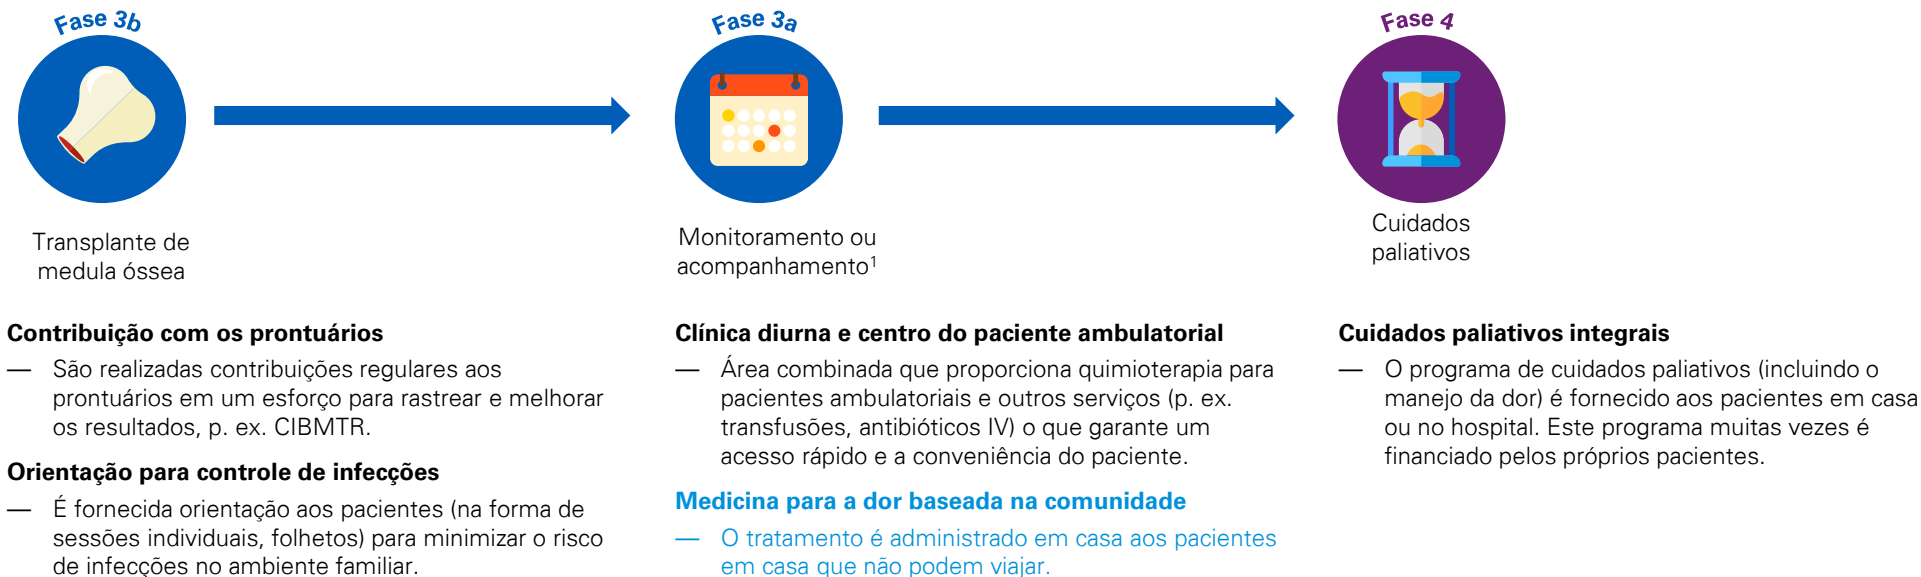 Fase 3b
Transplante de
medula óssea
Contribuição com os prontuários
— São realizadas contribuições regulares aos
prontuários em um esforço para rastrear e melhorar
os resultados, p. ex. CIBMTR.
Orientação para controle de infecções
— É fornecida orientação aos pacientes (na forma de
sessões individuais, folhetos) para minimizar o risco
de infecções no ambiente familiar.
Fase 3a
Monitoramento ou
acompanhamento¹
Clínica diurna e centro do paciente ambulatorial
— Área combinada que proporciona quimioterapia para
pacientes ambulatoriais e outros serviços (p. ex.
transfusões, antibióticos IV) o que garante um
acesso rápido e a conveniência do paciente.
Medicina para a dor baseada na comunidade
— O tratamento é administrado em casa aos pacientes
em casa que não podem viajar.
Fase 4
Cuidados
paliativos
Cuidados paliativos integrais
— O programa de cuidados paliativos (incluindo o
manejo da dor) é fornecido aos pacientes em casa
ou no hospital. Este programa muitas vezes é
financiado pelos próprios pacientes.